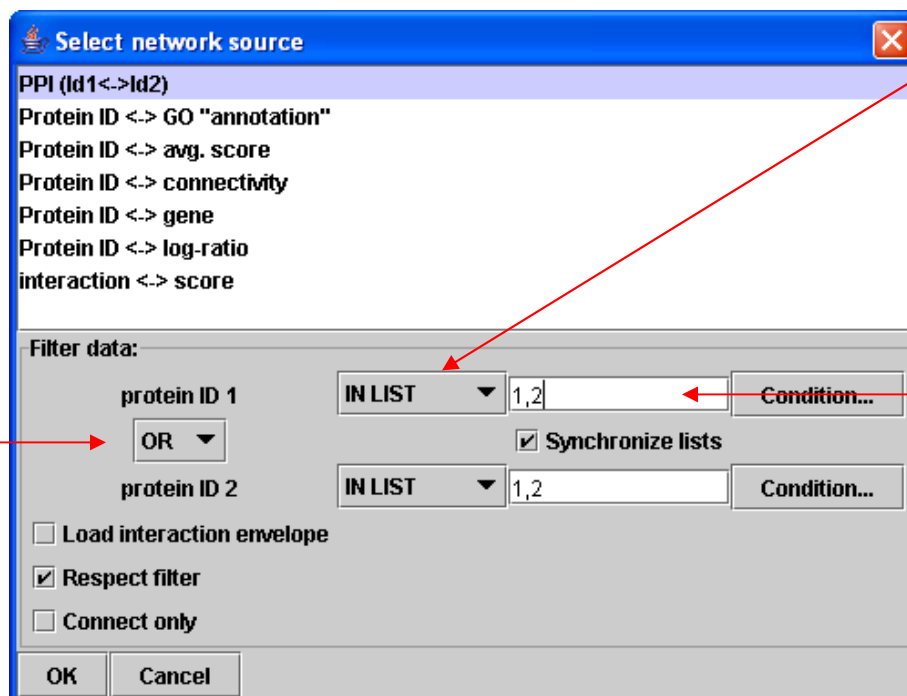 Select network source
PPI (Id1<->Id2)
Protein ID <-> GO "annotation"
Protein ID <-> avg. score
Protein ID <-> connectivity
Protein ID <-> gene
Protein ID <-> log-ratio
interaction <-> score
Filter data:
protein ID 1 IN LIST 1,2 Condition...
OR Synchronize lists
protein ID 2 IN LIST 1,2 Condition...
Load interaction envelope
Respect filter
Connect only
OK Cancel